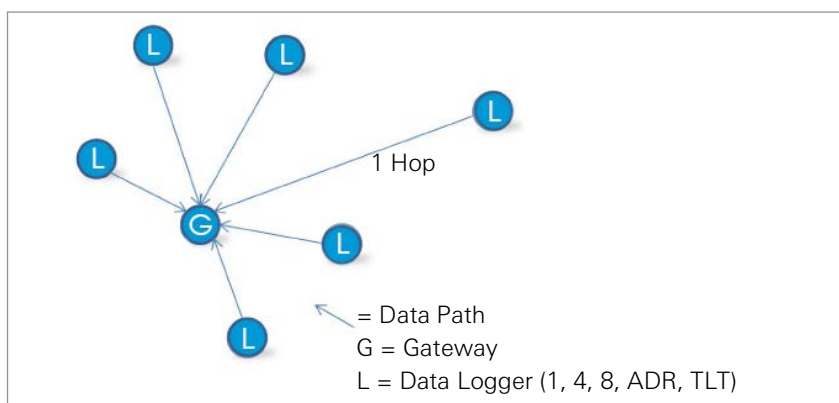 L
L
L
L
1 Hop
G
L
L
= Data Path
G = Gateway
L = Data Logger (1, 4, 8, ADR, TLT)